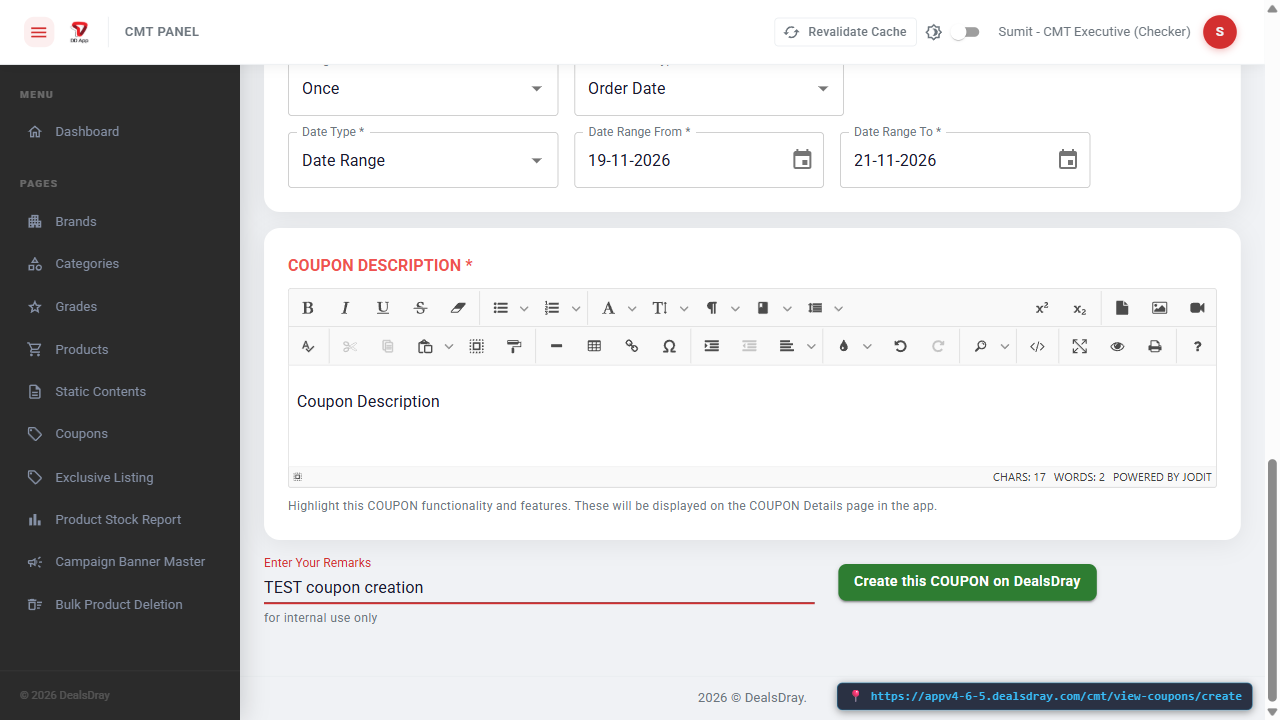 DD App
CMT PANEL
Revalidate Cache
Sumit - CMT Executive (Checker)
S
MENU
Dashboard
PAGES
Brands
Categories
Grades
Products
Static Contents
Coupons
Exclusive Listing
Product Stock Report
Campaign Banner Master
Bulk Product Deletion
© 2026 DealsDray
Once
Order Date
Date Type *
Date Range
Date Range From *
19-11-2026
Date Range To *
21-11-2026
COUPON DESCRIPTION *
Coupon Description
CHARS: 17 WORDS: 2 POWERED BY JODIT
Highlight this COUPON functionality and features. These will be displayed on the COUPON Details page in the app.
Enter Your Remarks
TEST coupon creation
for internal use only
Create this COUPON on DealsDray
2026 © DealsDray.
https://appv4-6-5.dealsdray.com/cmt/view-coupons/create